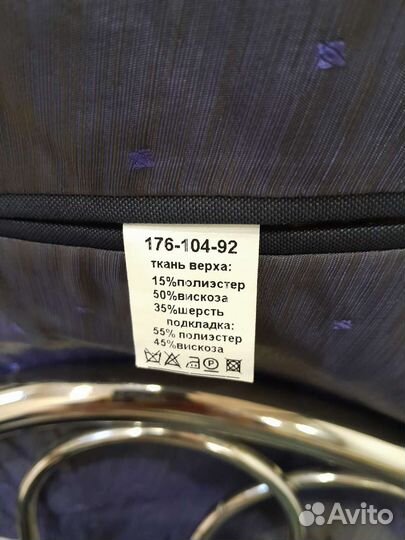 176-104-92
ткань верха:
15%полиэстер
50%вискоза
35%шерсть
подкладка:
55% полиэстер
45%вискоза
P
Avito